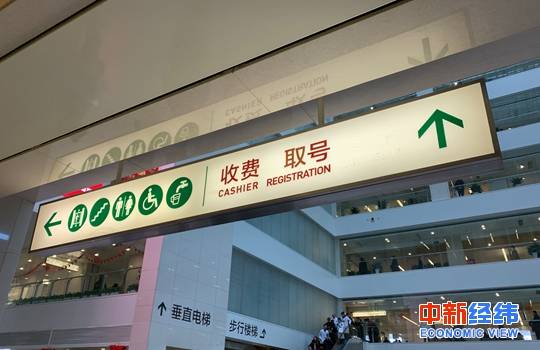 收费 取号
CASHIER REGISTRATION
垂直电梯
步行楼梯
中新经纬
ECONOMIC VIEW